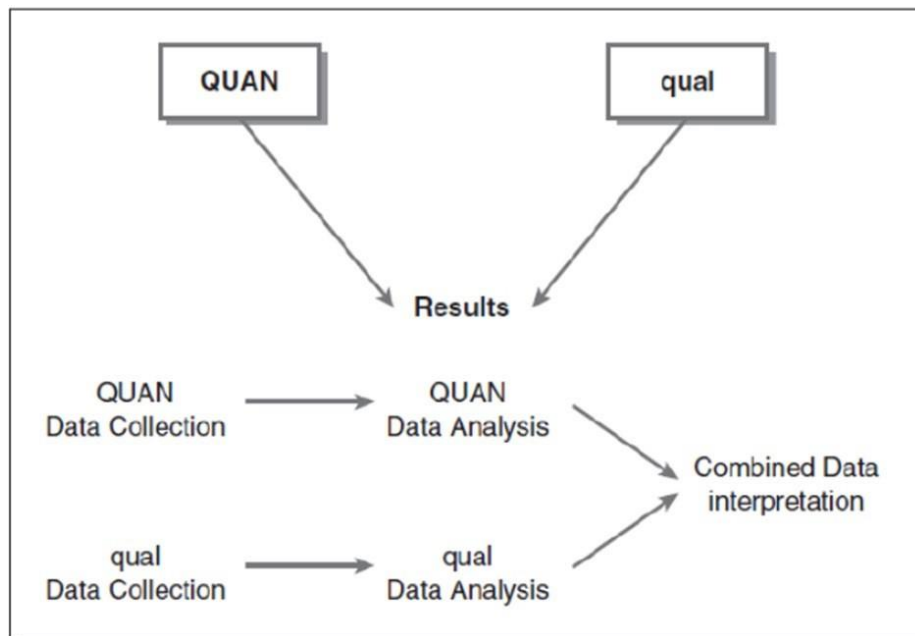 QUAN
qual
Results
QUAN
Data Collection
QUAN
Data Analysis
Combined Data
interpretation
qual
Data Collection
qual
Data Analysis